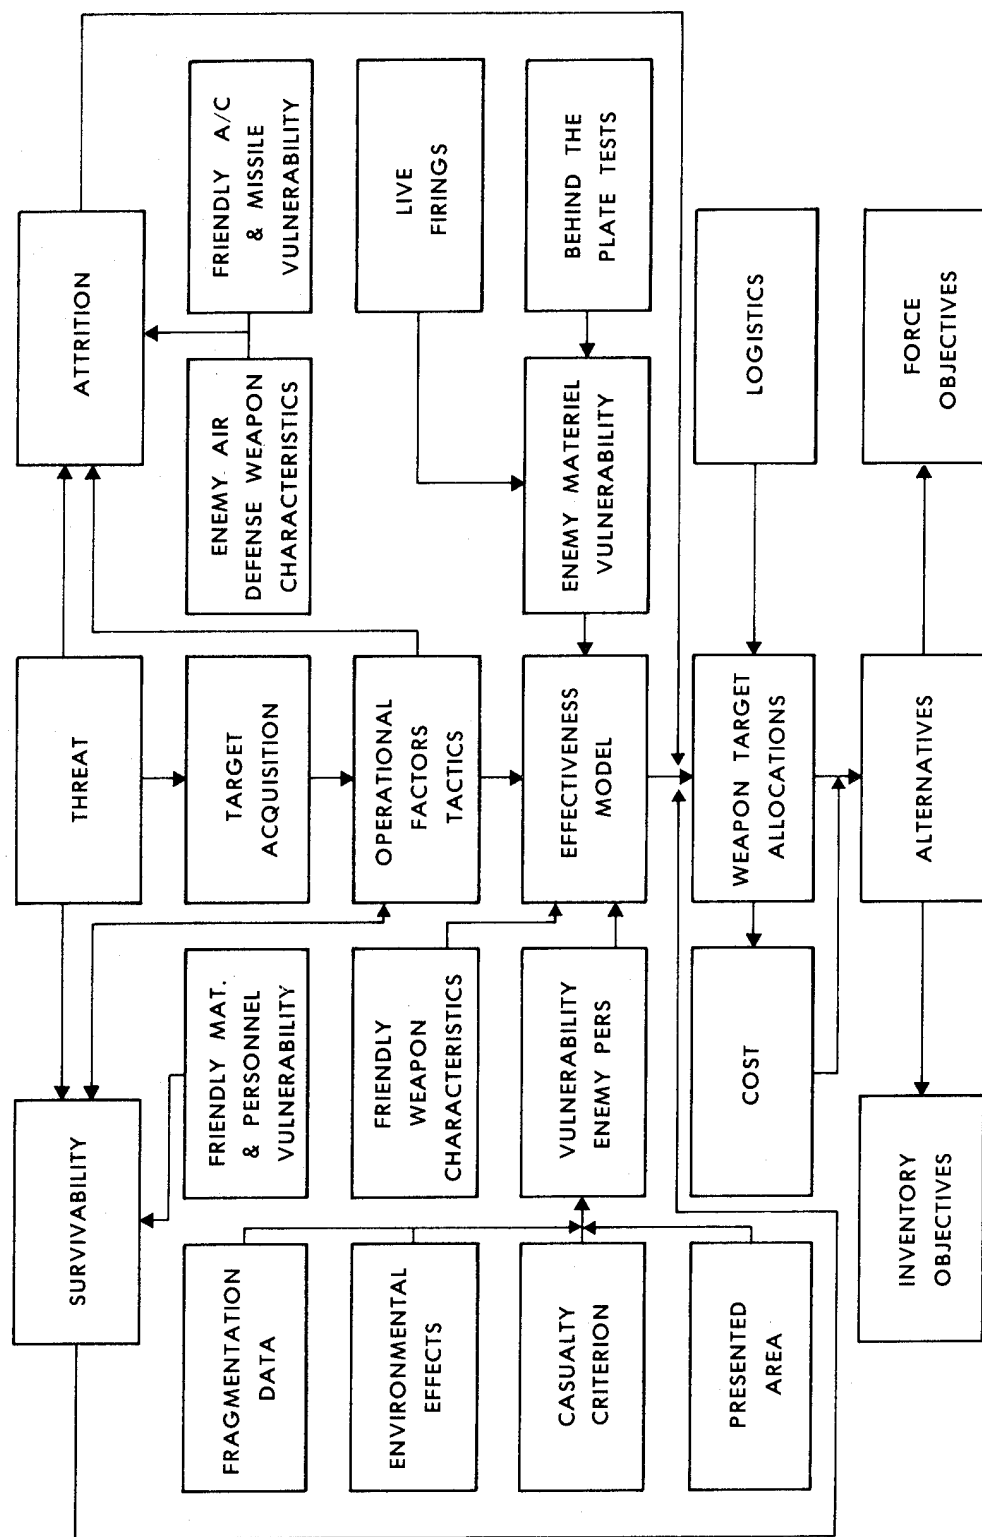 SURVIVABILITY
THREAT
ATTRITION
FRAGMENTATION
DATA
FRIENDLY MAT.
& PERSONNEL
VULNERABILITY
TARGET
ACQUISITION
ENEMY AIR
DEFENSE WEAPON
CHARACTERISTICS
FRIENDLY A/C
& MISSILE
VULNERABILITY
ENVIRONMENTAL
EFFECTS
FRIENDLY
WEAPON
CHARACTERISTICS
OPERATIONAL
FACTORS
TACTICS
LIVE
FIRINGS
CASUALTY
CRITERION
VULNERABILITY
ENEMY PERS
EFFECTIVENESS
MODEL
ENEMY MATERIEL
VULNERABILITY
BEHIND THE
PLATE TESTS
PRESENTED
AREA
COST
WEAPON TARGET
ALLOCATIONS
LOGISTICS
INVENTORY
OBJECTIVES
ALTERNATIVES
FORCE
OBJECTIVES